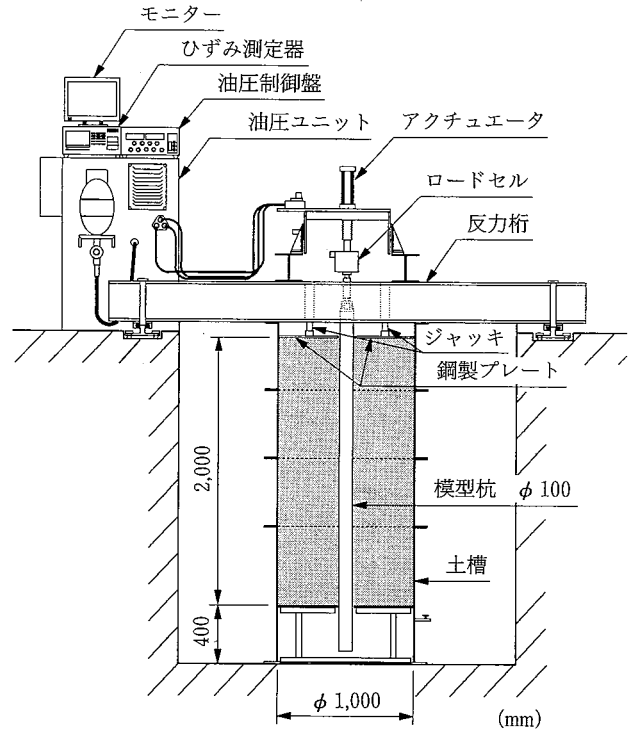 モニター
ひずみ測定器
油圧制御盤
油圧ユニット
アクチュエータ
ロードセル
反力桁
ジャッキ
鋼製プレート
2,000
模型杭 φ100
土槽
400
φ1,000
(mm)